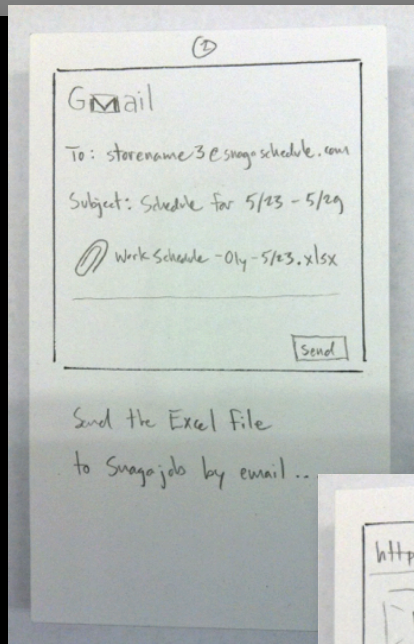 ②
Gmail
To: storename3@snagaschedule.com
Subject: Schedule for 5/23 - 5/29
Work Schedule - Oly - 5/23.xlsx
Send
Send the Excel file
to Snagajob by email ..
http